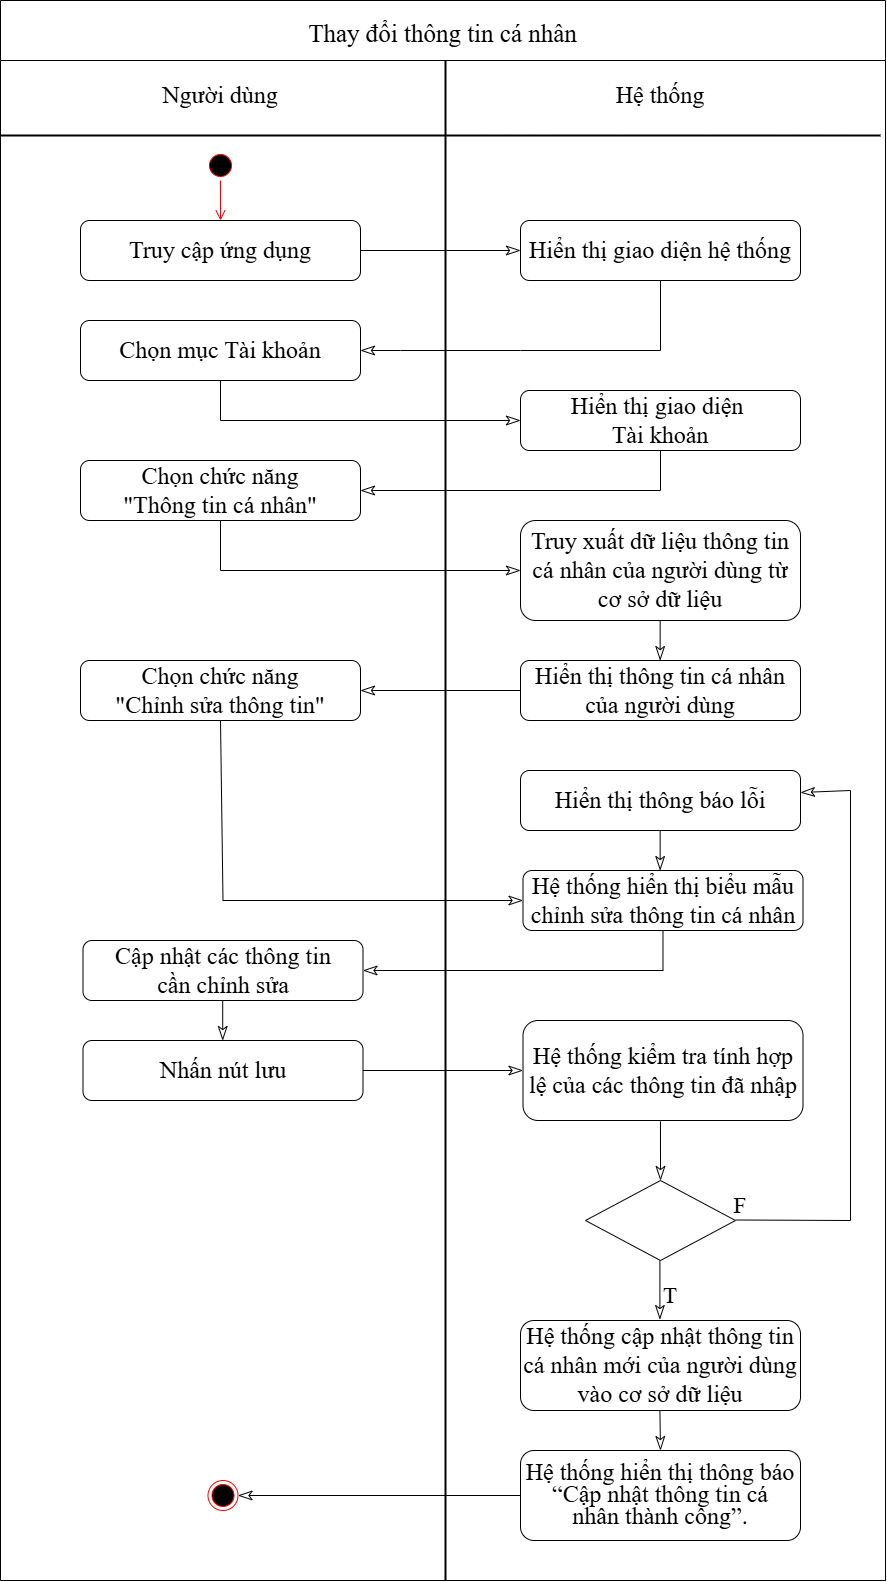 Thay đổi thông tin cá nhân
Người dùng
Hệ thống
Truy cập ứng dụng
Hiển thị giao diện hệ thống
Chọn mục Tài khoản
Hiển thị giao diện
Tài khoản
Chọn chức năng
"Thông tin cá nhân"
Truy xuất dữ liệu thông tin
cá nhân của người dùng từ
cơ sở dữ liệu
Hiển thị thông tin cá nhân
của người dùng
Chọn chức năng
"Chỉnh sửa thông tin"
Hiển thị thông báo lỗi
Hệ thống hiển thị biểu mẫu
chỉnh sửa thông tin cá nhân
Cập nhật các thông tin
cần chỉnh sửa
Nhấn nút lưu
Hệ thống kiểm tra tính hợp
lệ của các thông tin đã nhập
F
T
Hệ thống cập nhật thông tin
cá nhân mới của người dùng
vào cơ sở dữ liệu
Hệ thống hiển thị thông báo
“Cập nhật thông tin cá
nhân thành công”.